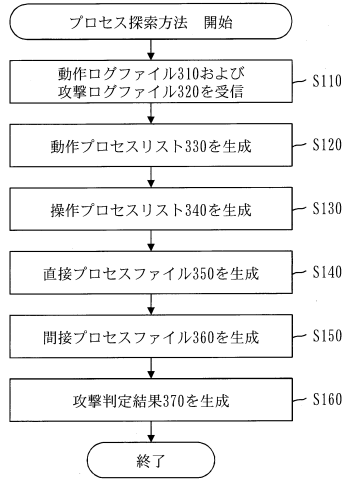 プロセス探索方法 開始
動作ログファイル310および
攻撃ログファイル320を受信
S110
動作プロセスリスト330を生成
S120
操作プロセスリスト340を生成
S130
直接プロセスファイル350を生成
S140
間接プロセスファイル360を生成
S150
攻撃判定結果370を生成
S160
終了